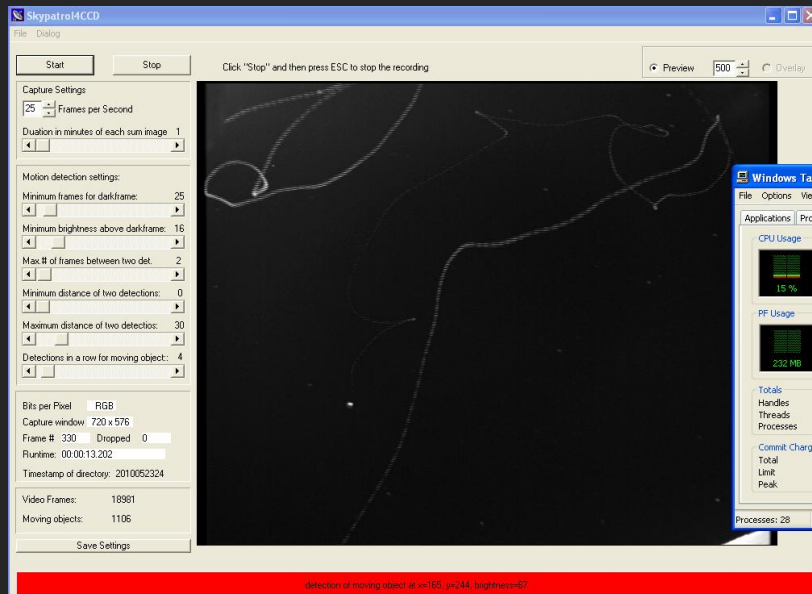 Skypatrol4CCD
File Dialog
Start Stop Click "Stop" and then press ESC to stop the recording Preview 500 Overlay
Capture Settings
25 Frames per Second
Duation in minutes of each sum image 1
Motion detection settings:
Minimum frames for darkframe: 25
Minimum brightness above darkframe: 16
Max.# of frames between two det. 2
Minimum distance of two detections: 0
Maximum distance of two detectios: 30
Detections in a row for moving object:: 4
Bits per Pixel RGB
Capture window 720 x 576
Frame # 330 Dropped 0
Runtime: 00:00:13.202
Timestamp of directory: 2010052324
Video Frames: 18981
Moving objects: 1106
Save Settings
detection of moving object at x=165, y=244, brightness=67
Windows Ta
File Options Vie
Applications Pro
CPU Usage
15 %
PF Usage
232 MB
Totals
Handles
Threads
Processes
Commit Charg
Total
Limit
Peak
Processes: 28